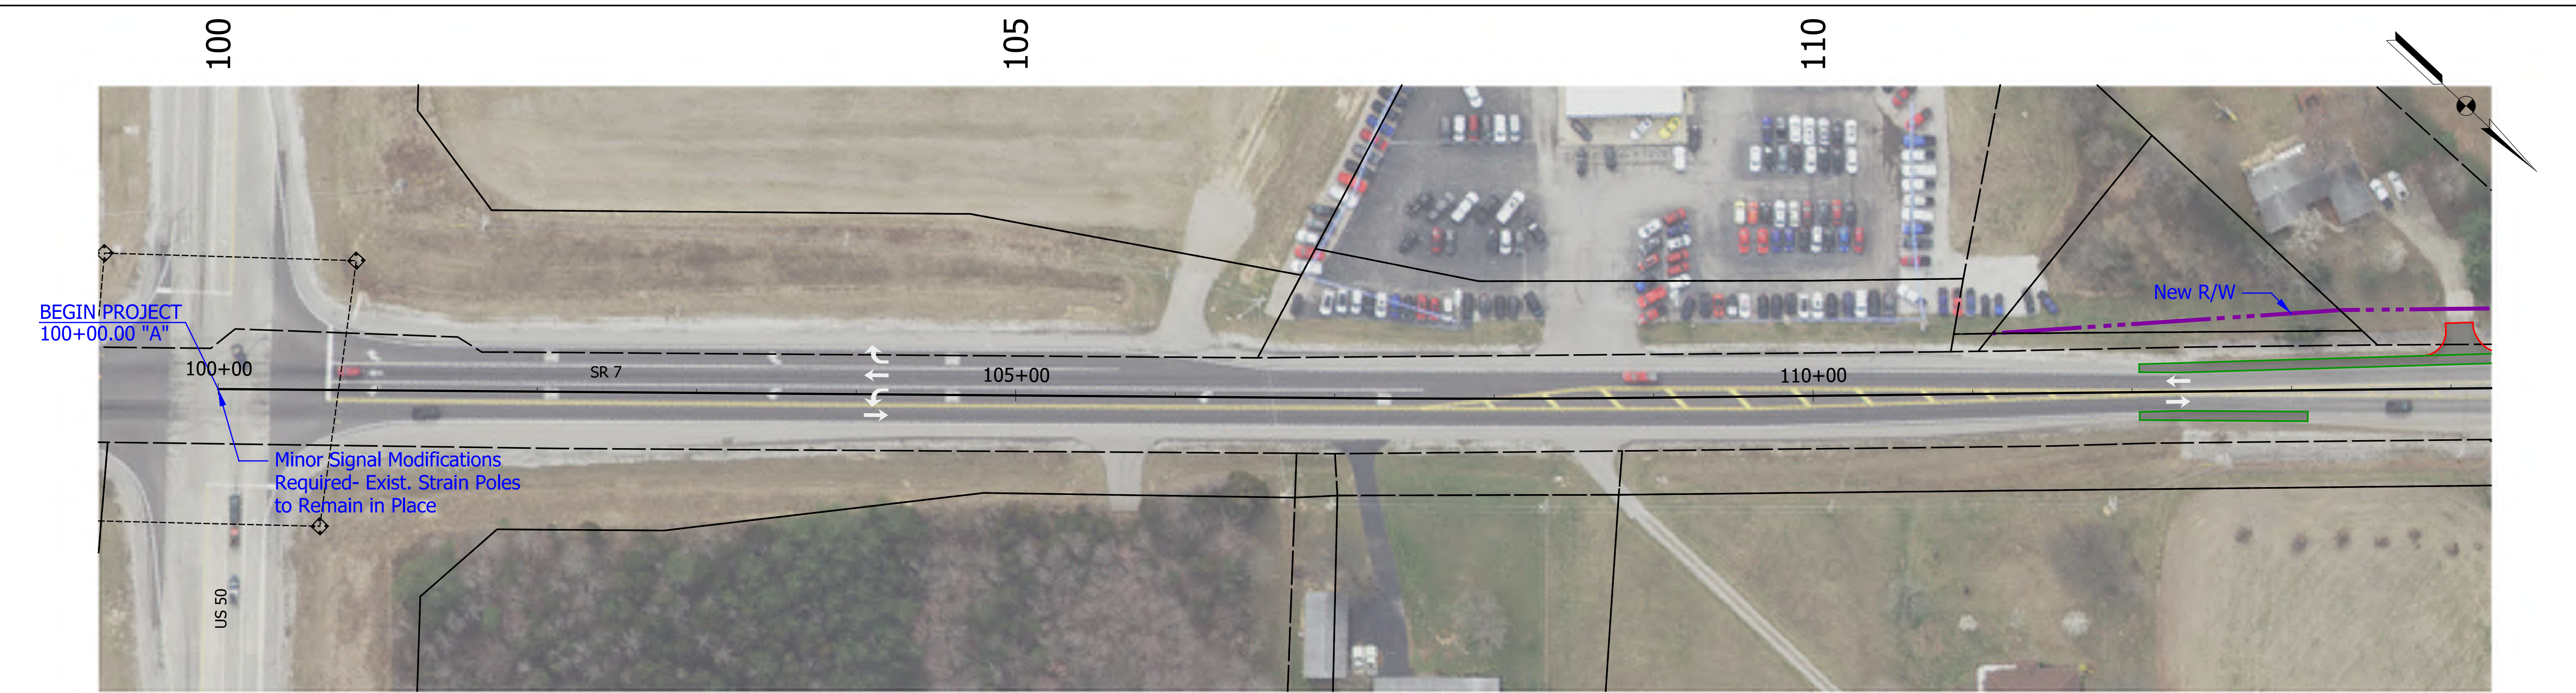 100
105
110
BEGIN PROJECT
100+00.00 "A"
100+00
SR 7
105+00
110+00
New R/W
Minor Signal Modifications
Required- Exist. Strain Poles
to Remain in Place
US 50